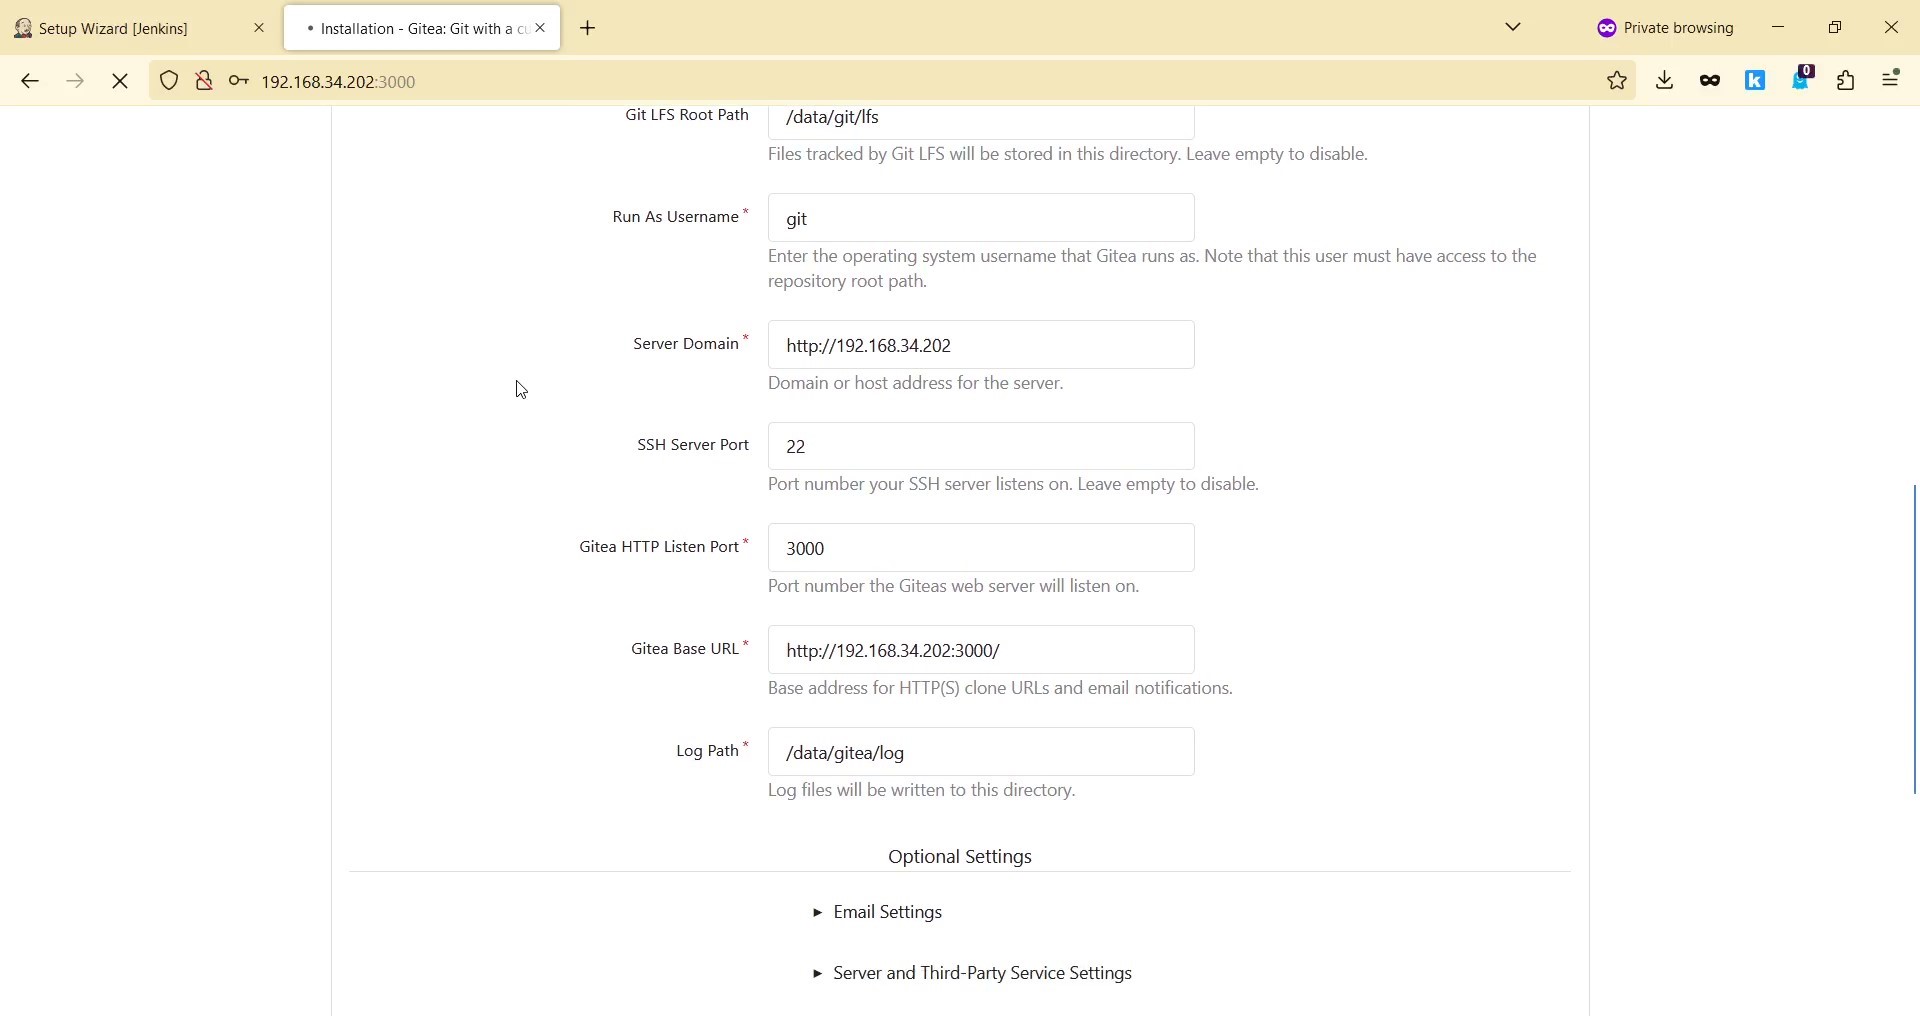 Setup Wizard [Jenkins]
Installation - Gitea: Git with a cu
Private browsing
192.168.34.202:3000
0
Git LFS Root Path
/data/git/lfs
Files tracked by Git LFS will be stored in this directory. Leave empty to disable.
Run As Username *
git
Enter the operating system username that Gitea runs as. Note that this user must have access to the
repository root path.
Server Domain *
http://192.168.34.202
Domain or host address for the server.
SSH Server Port
22
Port number your SSH server listens on. Leave empty to disable.
Gitea HTTP Listen Port *
3000
Port number the Giteas web server will listen on.
Gitea Base URL *
http://192.168.34.202:3000/
Base address for HTTP(S) clone URLs and email notifications.
Log Path *
/data/gitea/log
Log files will be written to this directory.
Optional Settings
Email Settings
Server and Third-Party Service Settings